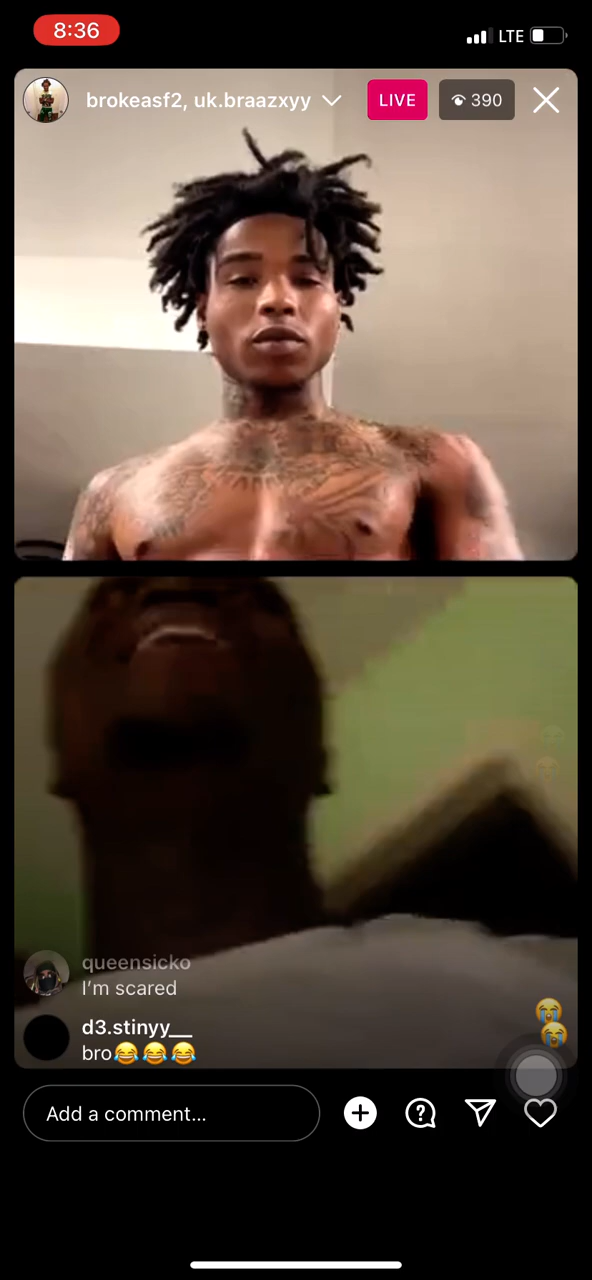 8:36
LTE
brokeasf2, uk.braazxyy
LIVE
390
queensicko
I'm scared
d3.stinyy__
bro😂😂😂
Add a comment...